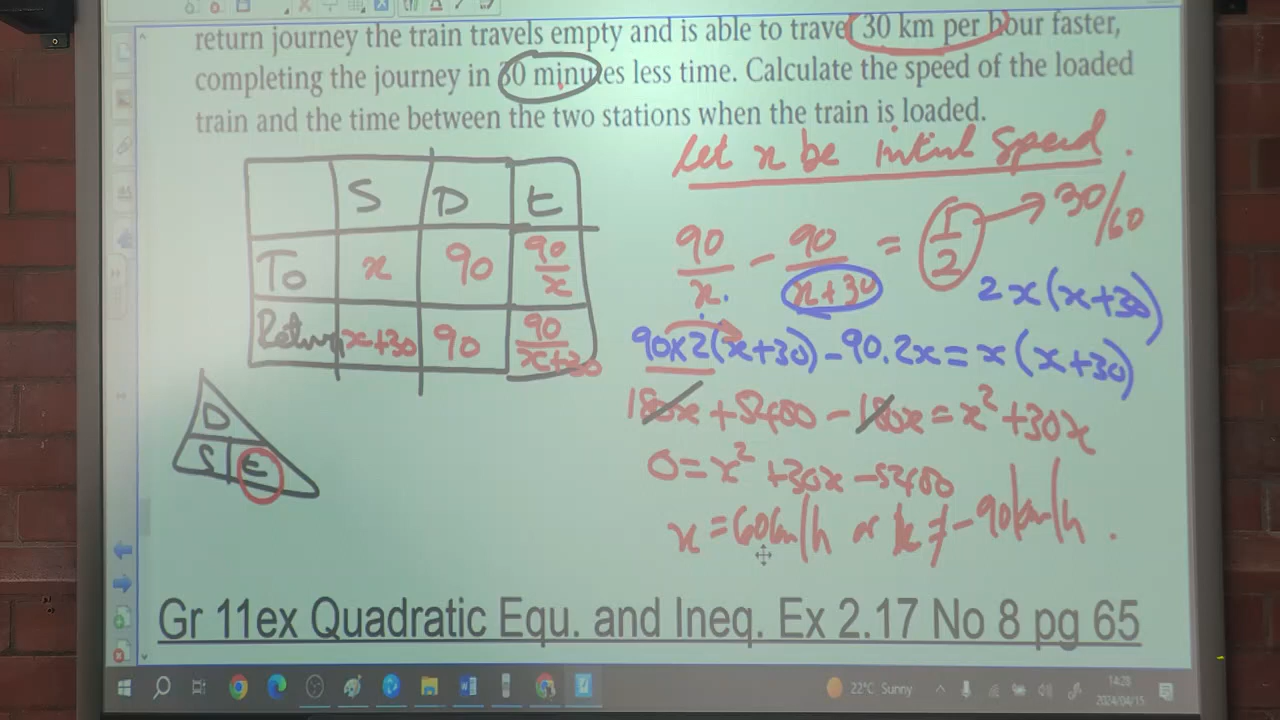 return journey the train travels empty and is able to travel 30 km per hour faster,
completing the journey in 30 minutes less time. Calculate the speed of the loaded
train and the time between the two stations when the train is loaded.
Let x be initial speed.
S D t
To x 90 90/x
Return x+30 90 90/x+30
D
S t
90/x - 90/x+30 = 1/2 → 30/60
2x(x+30)
90x2(x+30)-90.2x=x(x+30)
180x+5400-180x=x²+30x
0=x²+30x-5400
x=60km/h or x≠-90km/h.
Gr 11ex Quadratic Equ. and Ineq. Ex 2.17 No 8 pg 65
22°C Sunny
14:28
2024/04/15